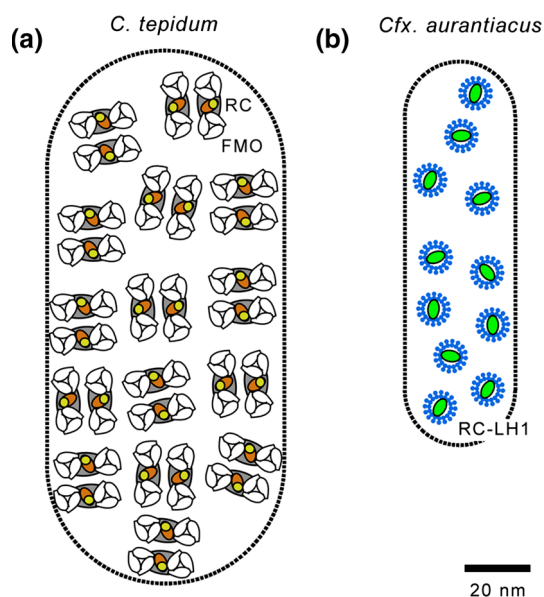 C. tepidum
(a)
RC
FMO
Cfx. aurantiacus
(b)
RC-LH1
20 nm